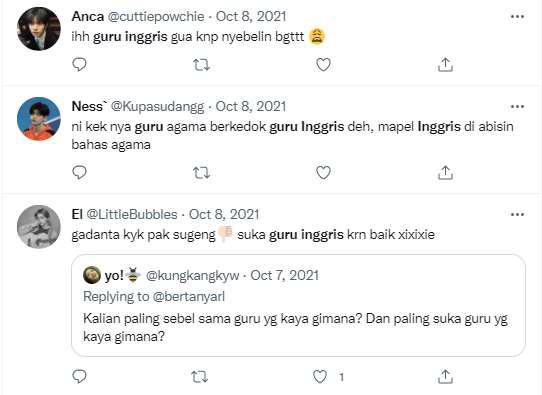 Anca @cuttiepowchie · Oct 8, 2021
ihh guru inggris gua knp nyebelin bgttt 😩
Ness` @Kupasudangg · Oct 8, 2021
ni kek nya guru agama berkedok guru Inggris deh, mapel Inggris di abisin
bahas agama
El @LittleBubbles · Oct 8, 2021
gadanta kyk pak sugeng👎🏻 suka guru inggris krn baik xixixie
yo!🐝 @kungkangkyw · Oct 7, 2021
Replying to @bertanyarl
Kalian paling sebel sama guru yg kaya gimana? Dan paling suka guru yg
kaya gimana?
1